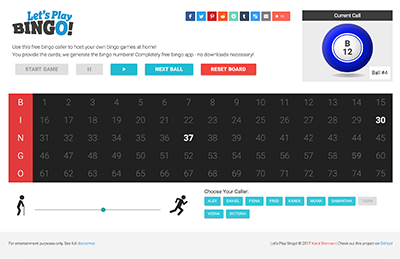 Let's Play
BINGO!
Current Call
B
12
Ball #4
Use this free bingo caller to host your own bingo games at home!
You provide the cards, we generate the bingo numbers! Completely free bingo app - no downloads necessary!
START GAME
NEXT BALL
RESET BOARD
B 1 2 3 4 5 6 7 8 9 10 11 12 13 14 15
I 16 17 18 19 20 21 22 23 24 25 26 27 28 29 30
N 31 32 33 34 35 36 37 38 39 40 41 42 43 44 45
G 46 47 48 49 50 51 52 53 54 55 56 57 58 59 60
O 61 62 63 64 65 66 67 68 69 70 71 72 73 74 75
Choose Your Caller:
ALEX DANIEL FIONA FRED KAREN MOIRA SAMANTHA
VEENA VICTORIA
For entertainment purposes only. See full disclaimer.
Let's Play Bingo! © 2017 Karol Brennan | Check out this project on GitHub!